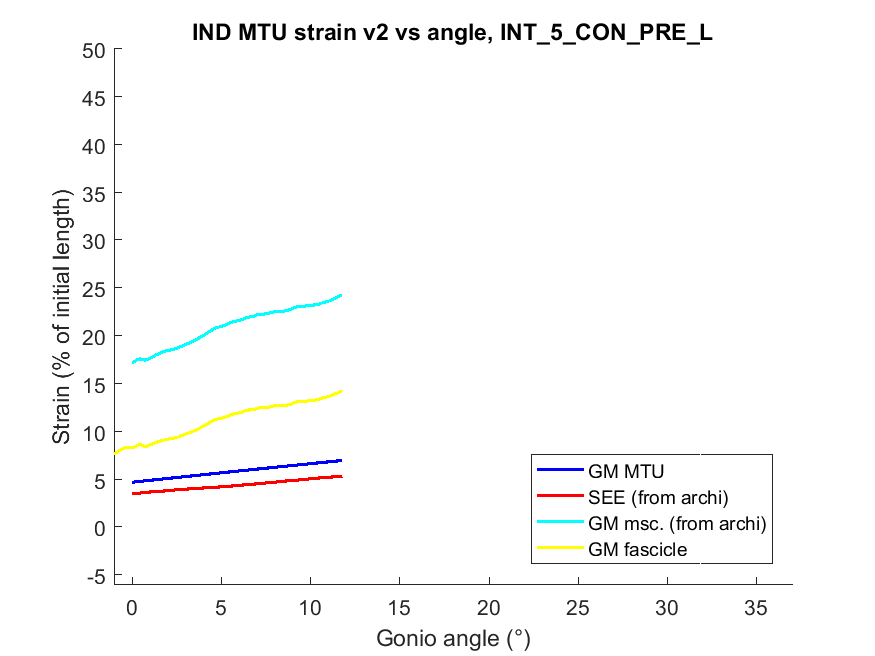 IND MTU strain v2 vs angle, INT_5_CON_PRE_L
50
45
40
35
30
25
20
15
10
5
0
-5
Strain (% of initial length)
GM MTU
SEE (from archi)
GM msc. (from archi)
GM fascicle
0 5 10 15 20 25 30 35
Gonio angle (°)